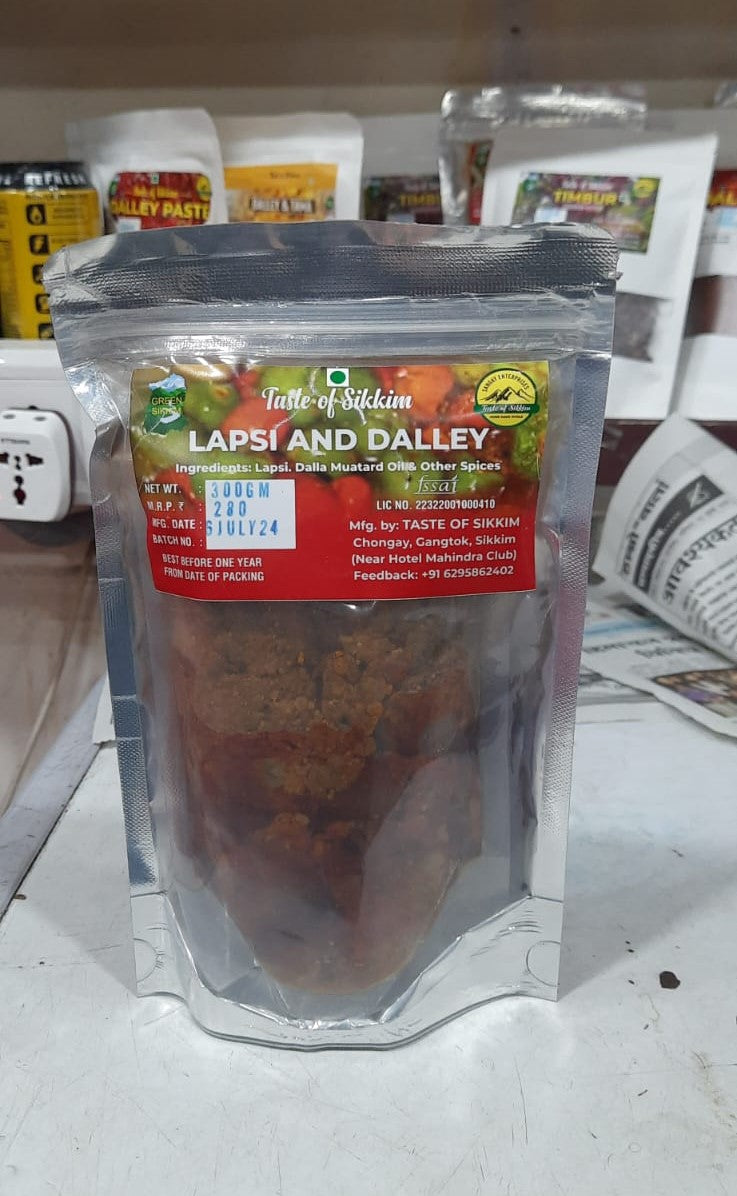 DALLEY PASTE
DALLEY & TAMA
TIMBUR
TIMBUR
GREEN
SIKKIM
Taste of Sikkim
SANJAY ENTERPRISES
Taste of Sikkim
LAPSI AND DALLEY
Ingredients: Lapsi. Dalla Muatard Oil & Other Spices
NET WT. : 300GM
M.R.P. ₹ : 280
MFG. DATE : 6JULY24
BATCH NO. :
BEST BEFORE ONE YEAR
FROM DATE OF PACKING
fssai
LIC NO. 22322001000410
Mfg. by: TASTE OF SIKKIM
Chongay, Gangtok, Sikkim
(Near Hotel Mahindra Club)
Feedback: +91 6295862402